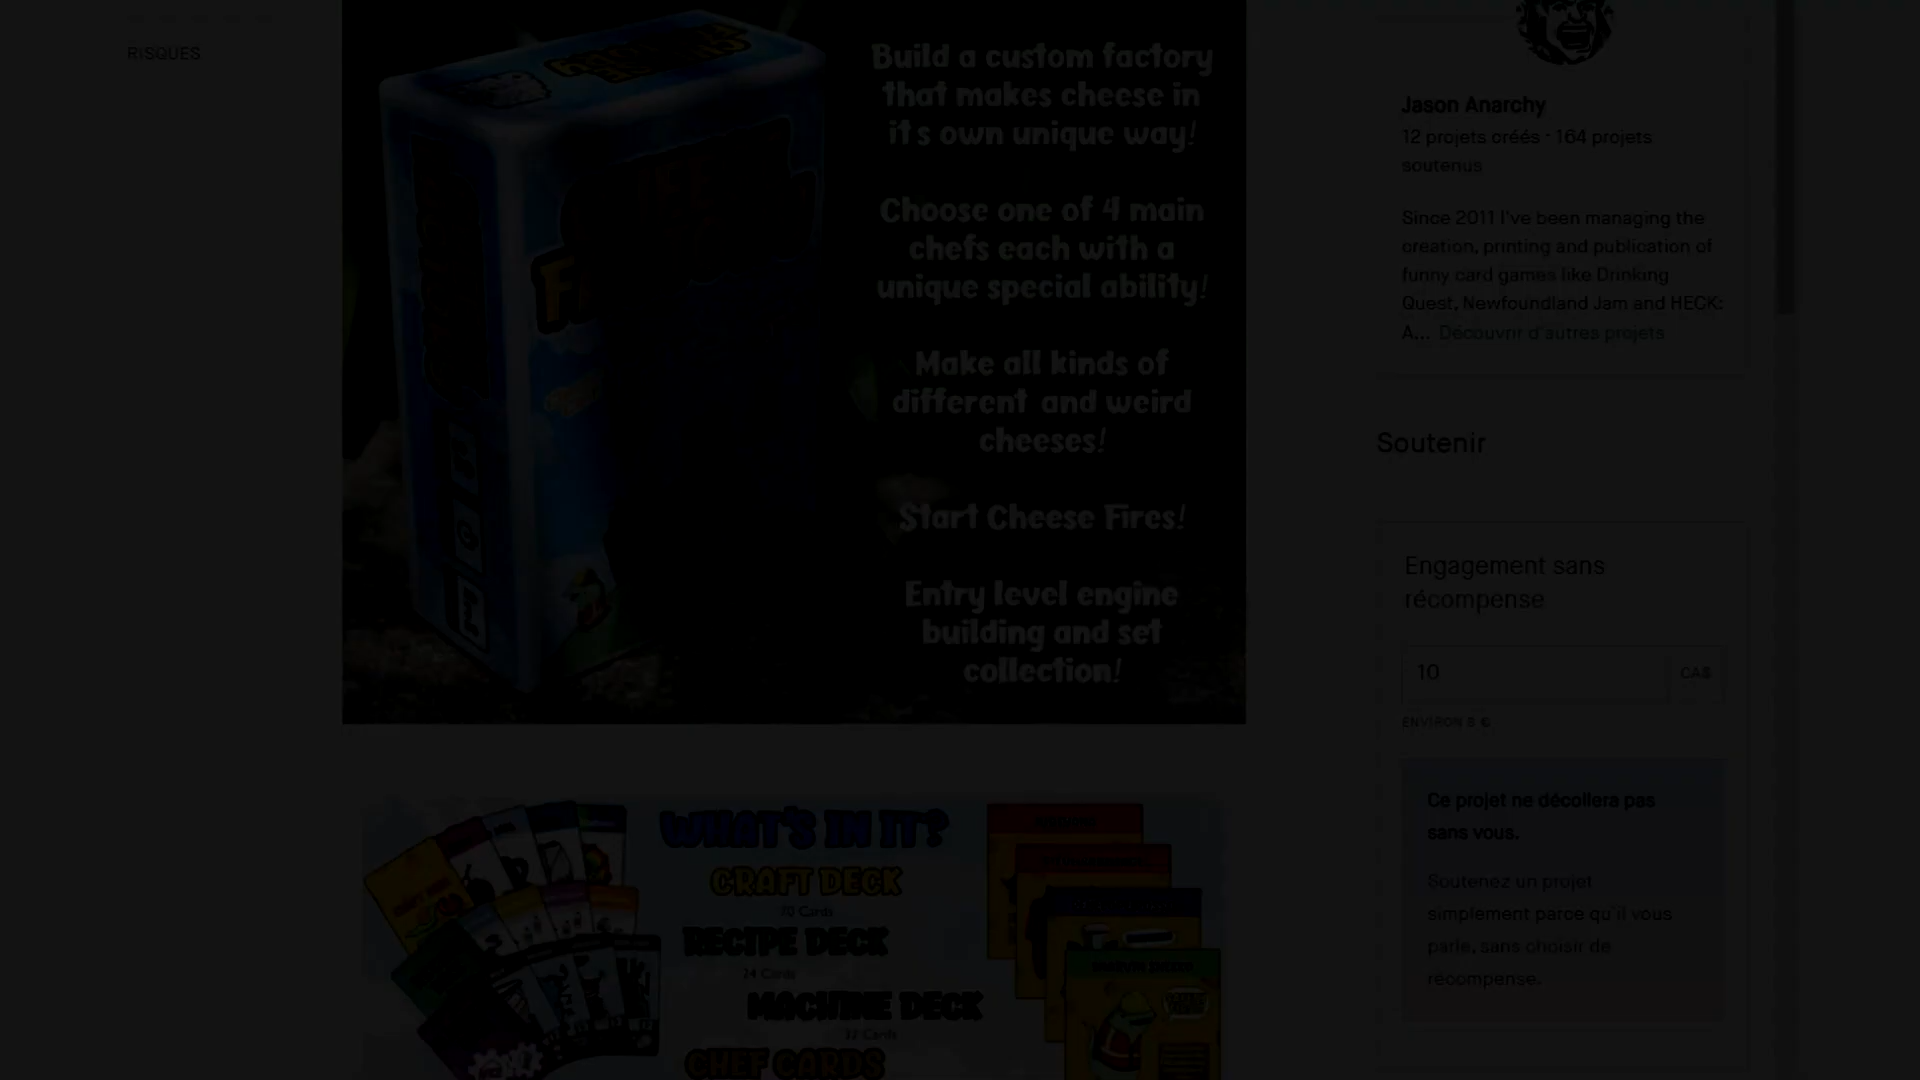 RISQUES
Build a custom factory
that makes cheese in
it's own unique way!
Choose one of 4 main
chefs each with a
unique special ability!
Make all kinds of
different and weird
cheeses!
Start Cheese Fires!
Entry level engine
building and set
collection!
WHAT'S IN IT?
CRAFT DECK
70 Cards
RECIPE DECK
24 Cards
MACHINE DECK
32 Cards
CHEF CARDS
Jason Anarchy
12 projets créés · 164 projets
soutenus
Since 2011 I've been managing the
creation, printing and publication of
funny card games like Drinking
Quest, Newfoundland Jam and HECK:
A... Découvrir d'autres projets
Soutenir
Engagement sans
récompense
10
CA$
ENVIRON 8 €
Ce projet ne décollera pas
sans vous.
Soutenez un projet
simplement parce qu'il vous
parle, sans choisir de
récompense.